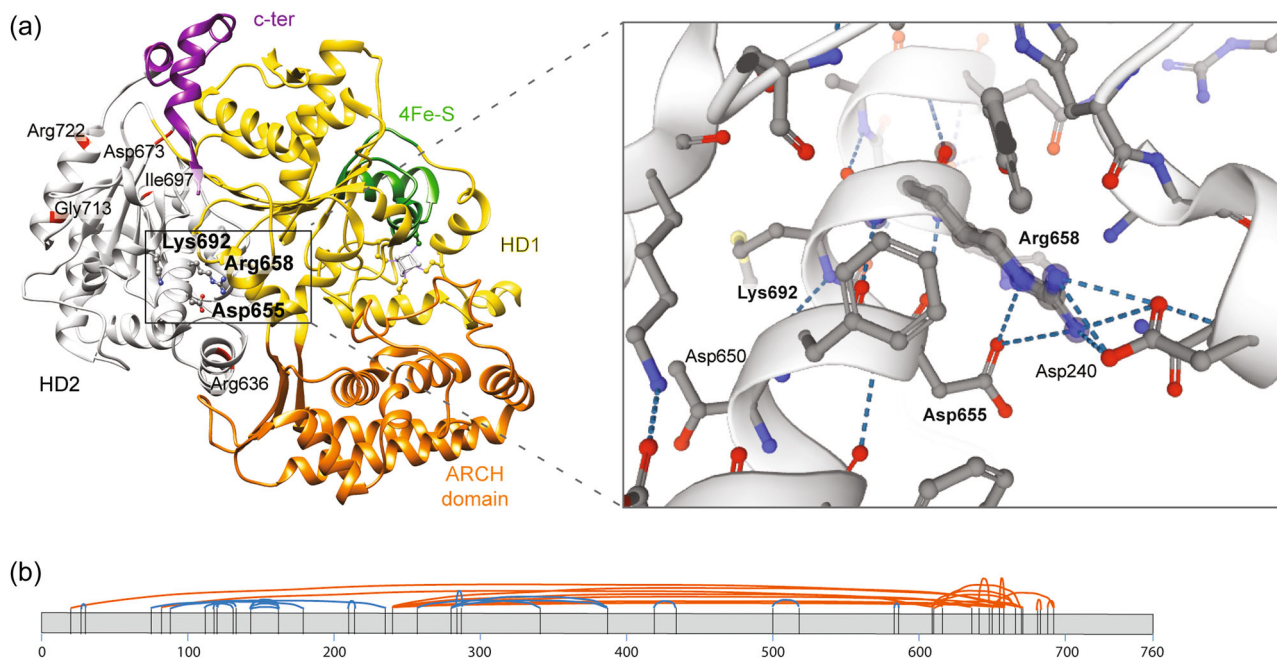 (a)
c-ter
4Fe-S
Arg722
Asp673
Ile697
Gly713
Lys692
Arg658
HD1
Asp655
HD2
Arg636
ARCH
domain
Arg658
Lys692
Asp650
Asp240
Asp655
(b)
0 100 200 300 400 500 600 700 760